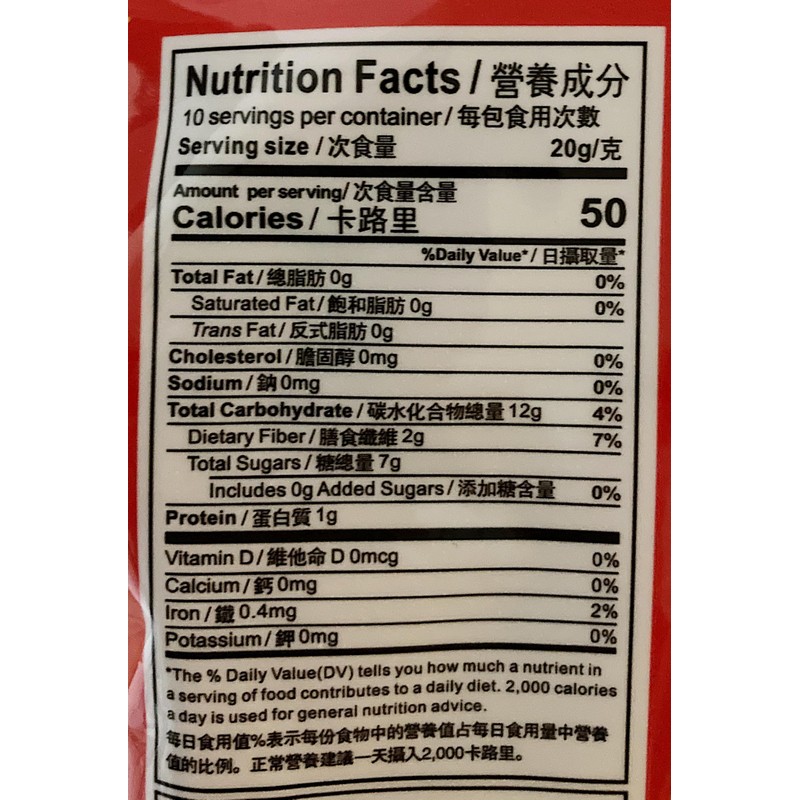 Nutrition Facts / 營養成分
10 servings per container / 每包食用次數
Serving size / 次食量 20g/克
Amount per serving/ 次食量含量
Calories / 卡路里 50
%Daily Value* / 日攝取量*
Total Fat / 總脂肪 0g 0%
Saturated Fat / 飽和脂肪 0g 0%
Trans Fat / 反式脂肪 0g
Cholesterol / 膽固醇 0mg 0%
Sodium / 鈉 0mg 0%
Total Carbohydrate / 碳水化合物總量 12g 4%
Dietary Fiber / 膳食纖維 2g 7%
Total Sugars / 糖總量 7g
Includes 0g Added Sugars / 添加糖含量 0%
Protein / 蛋白質 1g
Vitamin D / 維他命 D 0mcg 0%
Calcium / 鈣 0mg 0%
Iron / 鐵 0.4mg 2%
Potassium / 鉀 0mg 0%
*The % Daily Value(DV) tells you how much a nutrient in
a serving of food contributes to a daily diet. 2,000 calories
a day is used for general nutrition advice.
每日食用值%表示每份食物中的營養值占每日食用量中營養
值的比例。正常營養建議一天攝入2,000卡路里。